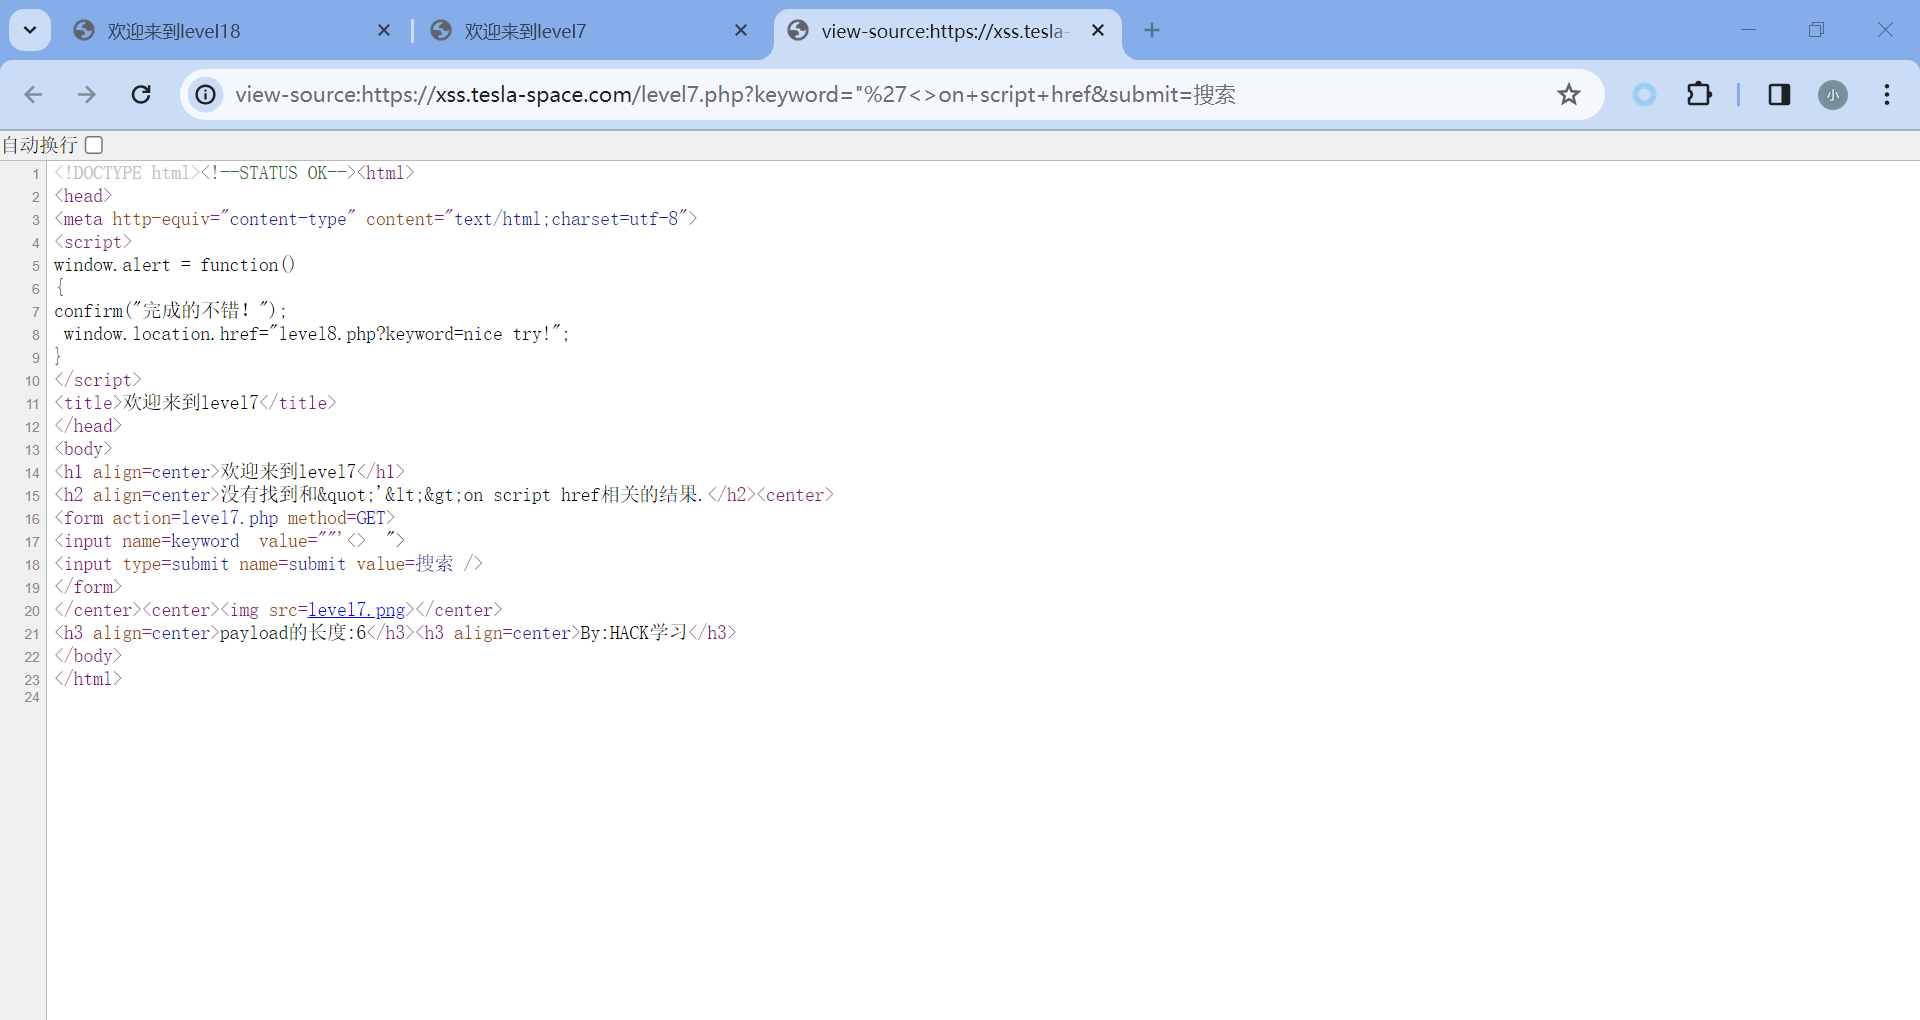 欢迎来到level18
欢迎来到level7
view-source:https://xss.tesla-
view-source:https://xss.tesla-space.com/level7.php?keyword="%27<>on+script+href&submit=搜索
小
自动换行
1 <!DOCTYPE html><!--STATUS OK--><html>
2 <head>
3 <meta http-equiv="content-type" content="text/html;charset=utf-8">
4 <script>
5 window.alert = function()
6 {
7 confirm("完成的不错！");
8  window.location.href="level8.php?keyword=nice try!";
9 }
10 </script>
11 <title>欢迎来到level7</title>
12 </head>
13 <body>
14 <h1 align=center>欢迎来到level7</h1>
15 <h2 align=center>没有找到和&quot;'&lt;&gt;on script href相关的结果.</h2><center>
16 <form action=level7.php method=GET>
17 <input name=keyword  value=""'<>  ">
18 <input type=submit name=submit value=搜索 />
19 </form>
20 </center><center><img src=level7.png></center>
21 <h3 align=center>payload的长度:6</h3><h3 align=center>By:HACK学习</h3>
22 </body>
23 </html>
24